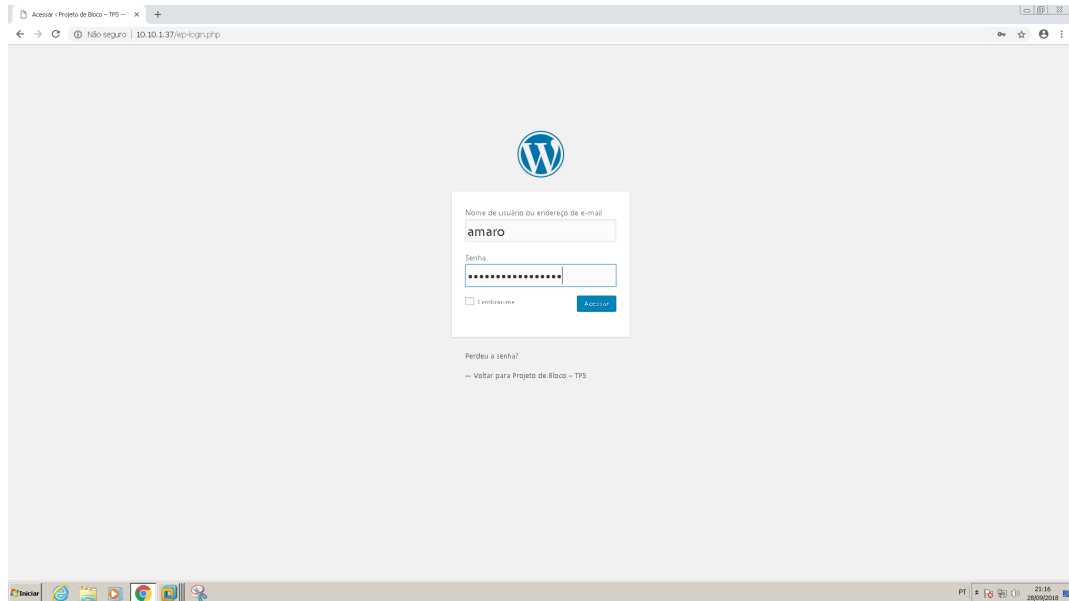 Acessar ‹ Projeto de Bloco – TP5 —
Não seguro | 10.10.1.37/wp-login.php
Nome de usuário ou endereço de e-mail
amaro
Senha
•••••••••••••••••
Lembrar-me
Acessar
Perdeu a senha?
← Voltar para Projeto de Bloco – TP5
Iniciar
PT
21:16
28/09/2018